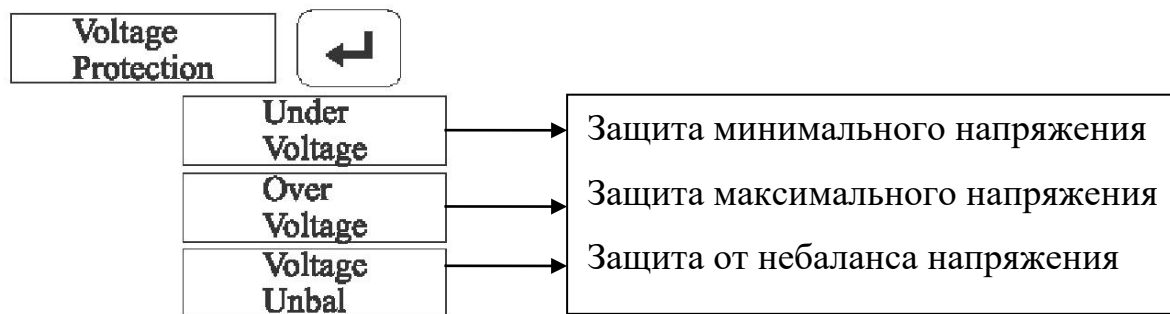 Voltage
Protection
Under
Voltage
Защита минимального напряжения
Over
Voltage
Защита максимального напряжения
Voltage
Unbal
Защита от небаланса напряжения